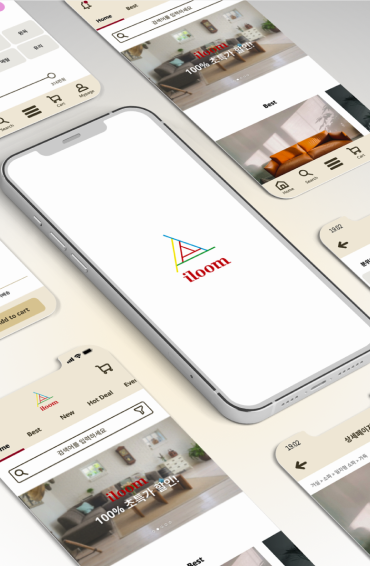 Home
Best
검색어를 입력하세요
iloom
100% 초특가 할인!
Best
Home
Search
Cart
Search
Cart
Mypage
iloom
19:02
add to cart
iloom
Best
New
Hot Deal
검색어를 입력하세요
iloom
100% 초특가 할인!
Best
19:02
상세페이지